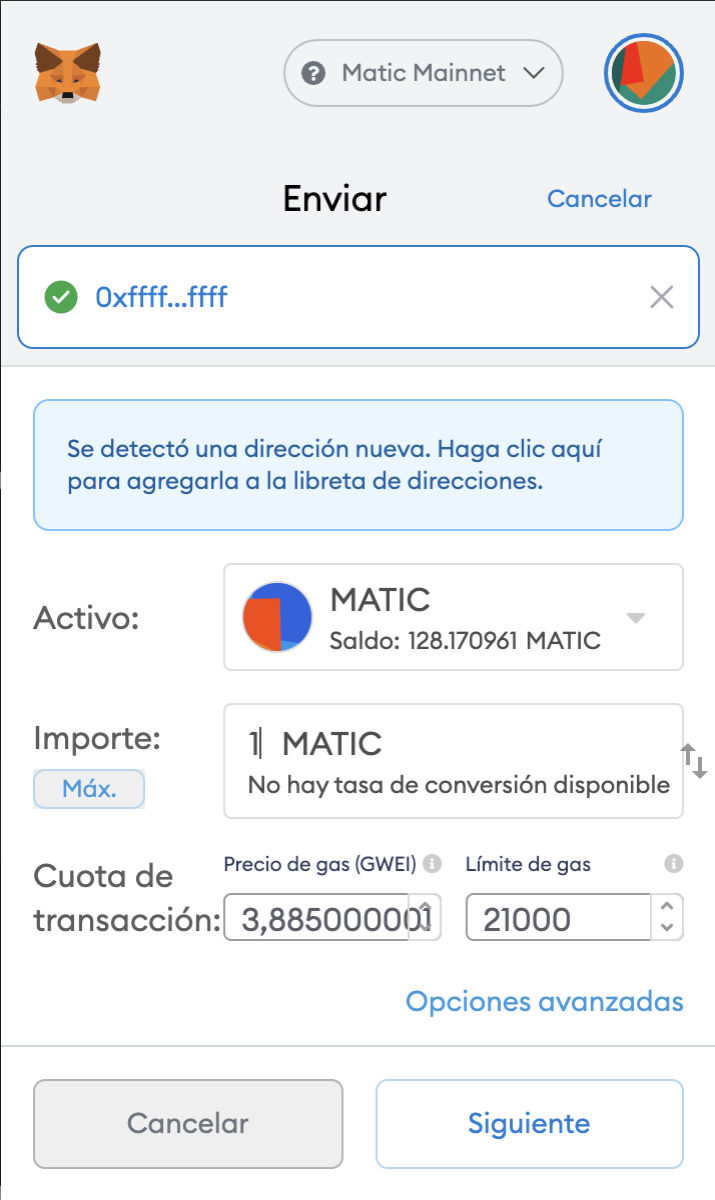 Matic Mainnet
Enviar
Cancelar
0xffff...ffff
Se detectó una dirección nueva. Haga clic aquí
para agregarla a la libreta de direcciones.
Activo:
MATIC
Saldo: 128.170961 MATIC
Importe:
Máx.
1 MATIC
No hay tasa de conversión disponible
Cuota de
transacción:
Precio de gas (GWEI)
3,885000001
Límite de gas
21000
Opciones avanzadas
Cancelar
Siguiente